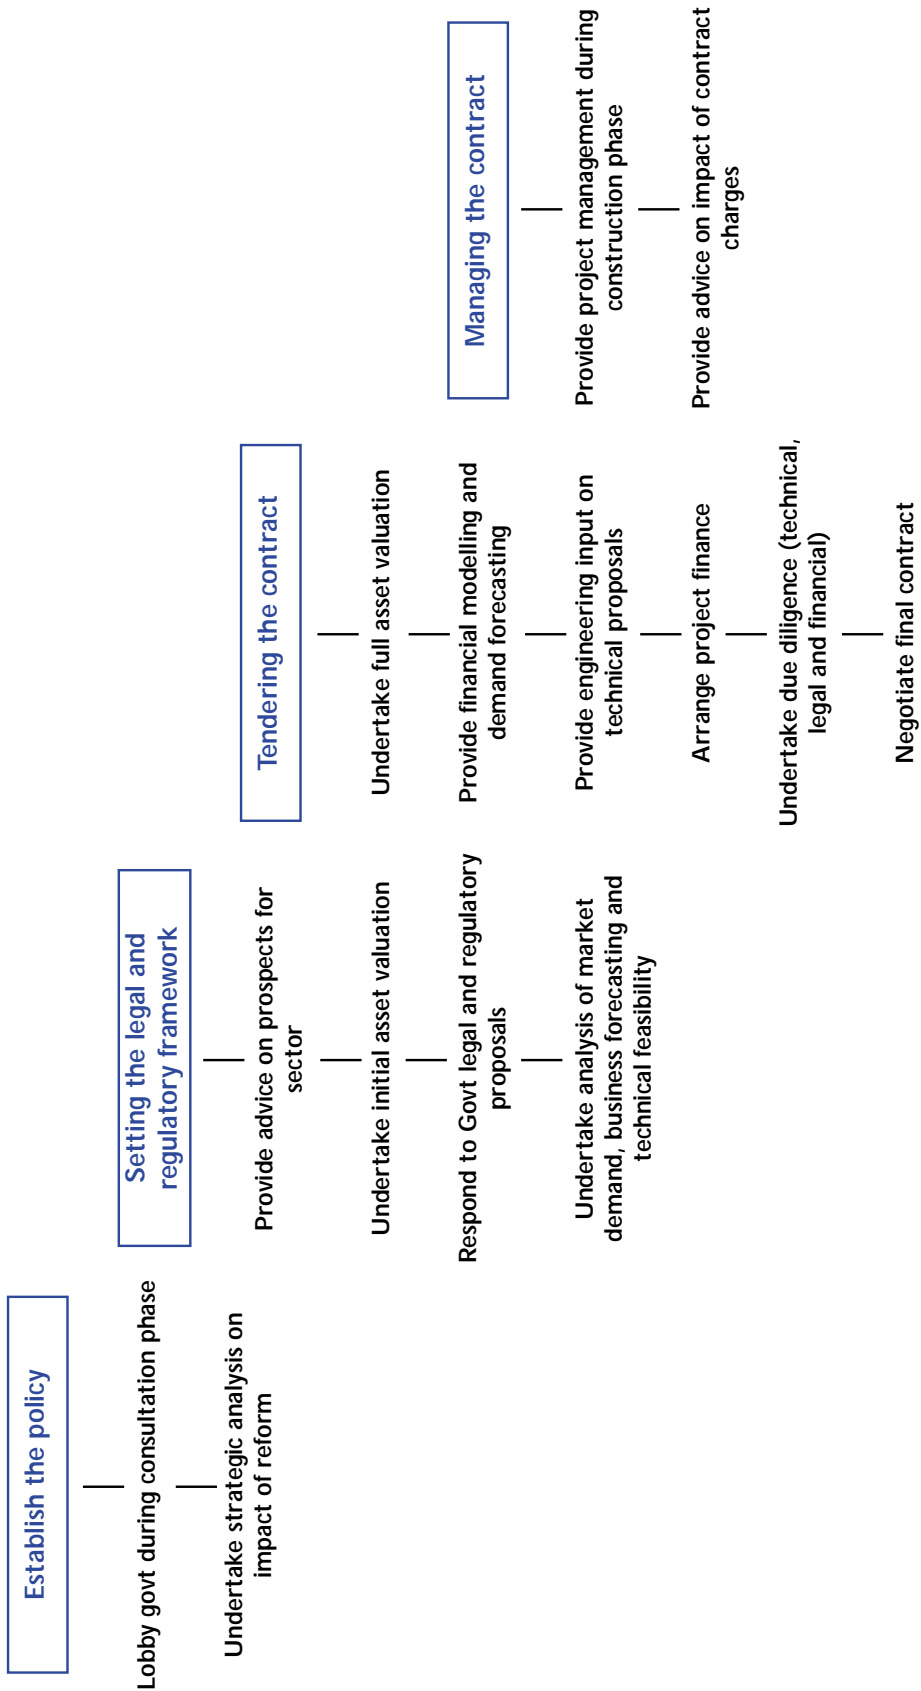 Establish the policy
Lobby govt during consultation phase
Undertake strategic analysis on
impact of reform
Setting the legal and
regulatory framework
Provide advice on prospects for
sector
Undertake initial asset valuation
Respond to Govt legal and regulatory
proposals
Undertake analysis of market
demand, business forecasting and
technical feasibility
Tendering the contract
Undertake full asset valuation
Provide financial modelling and
demand forecasting
Provide engineering input on
technical proposals
Arrange project finance
Undertake due diligence (technical,
legal and financial)
Negotiate final contract
Managing the contract
Provide project management during
construction phase
Provide advice on impact of contract
charges